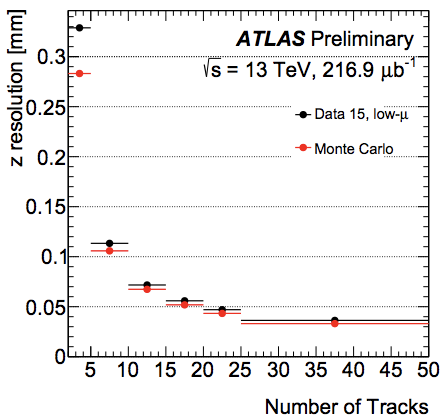 z resolution [mm]
0.3
0.25
0.2
0.15
0.1
0.05
0
ATLAS Preliminary
√s = 13 TeV, 216.9 μb⁻¹
Data 15, low-μ
Monte Carlo
5 10 15 20 25 30 35 40 45 50
Number of Tracks